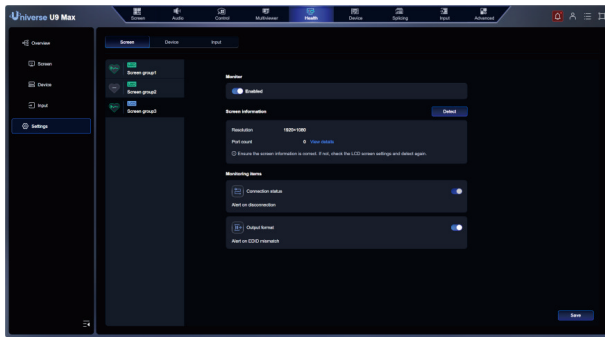 Universe U9 Max
Screen
Audio
Control
Multiviewer
Health
Device
Splicing
Input
Advanced
Overview
Screen
Device
Input
Settings
Screen
Device
Input
LED
Screen group1
LED
Screen group2
LCD
Screen group3
Monitor
Enabled
Screen information
Detect
Resolution 1920×1080
Port count 0 View details
Ensure the screen information is correct. If not, check the LCD screen settings and detect again.
Monitoring items
Connection status
Alert on disconnection
Output format
Alert on EDID mismatch
Save